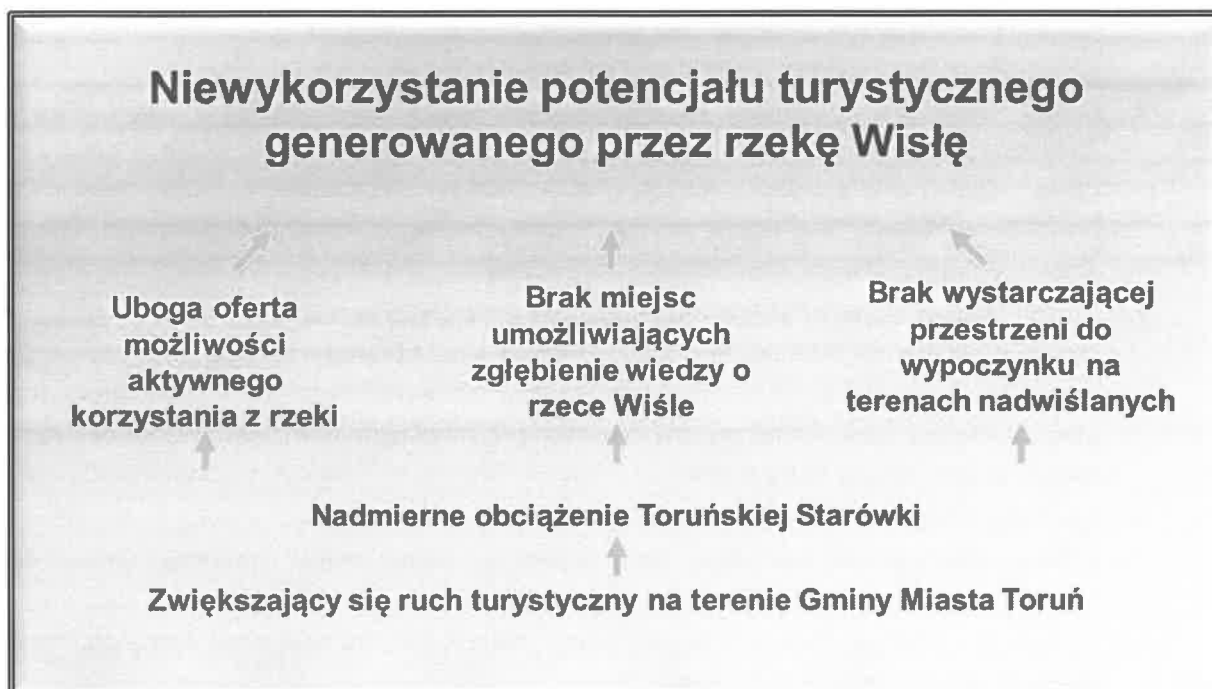 Niewykorzystanie potencjału turystycznego
generowanego przez rzekę Wisłę
Uboga oferta
możliwości
aktywnego
korzystania z rzeki
Brak miejsc
umożliwiających
zgłębienie wiedzy o
rzece Wiśle
Brak wystarczającej
przestrzeni do
wypoczynku na
terenach nadwiślanych
Nadmierne obciążenie Toruńskiej Starówki
Zwiększający się ruch turystyczny na terenie Gminy Miasta Toruń